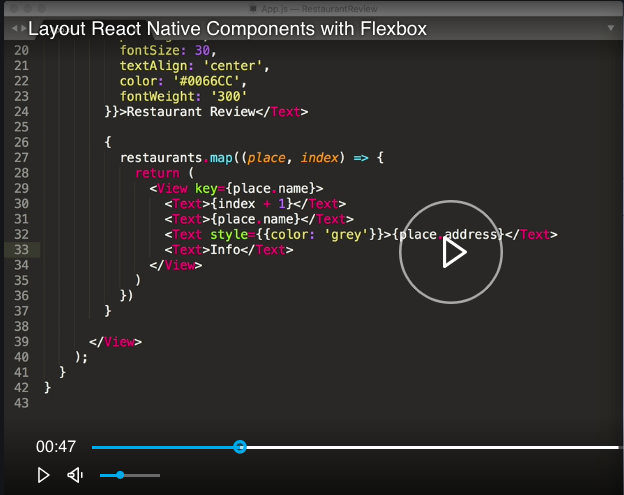 App.js — RestaurantReview
Layout React Native Components with Flexbox
20 fontSize: 30,
21 textAlign: 'center',
22 color: '#0066CC',
23 fontWeight: '300'
24 }}>Restaurant Review</Text>
25
26 {
27 restaurants.map((place, index) => {
28 return (
29 <View key={place.name}>
30 <Text>{index + 1}</Text>
31 <Text>{place.name}</Text>
32 <Text style={{color: 'grey'}}>{place.address}</Text>
33 <Text>Info</Text>
34 </View>
35 )
36 })
37 }
38
39 </View>
40 );
41 }
42 }
43
00:47